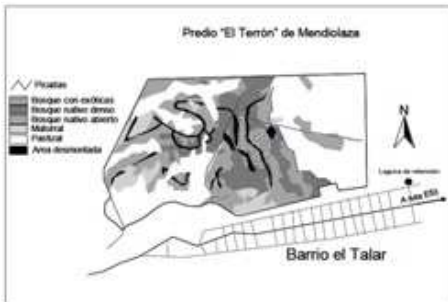 Predio "El Terrón" de Mendiolaza
Picadas
Bosque con exóticas
Bosque nativo denso
Bosque nativo abierto
Matorral
Pastizal
Area desmontada
N
Laguna de retención
A ruta E53
Barrio el Talar